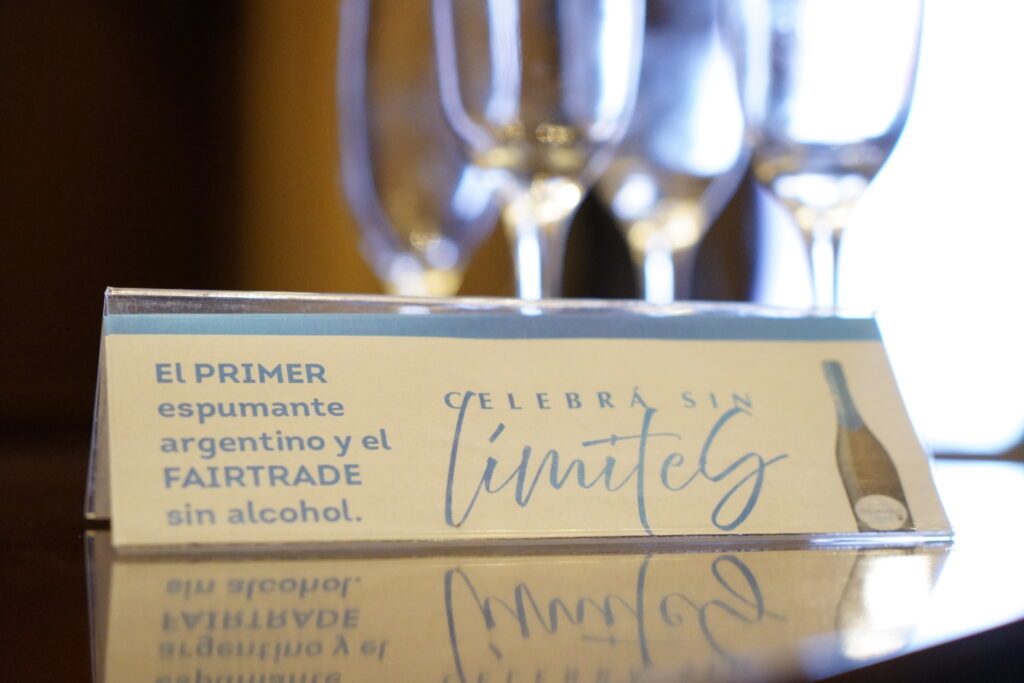 El PRIMER
espumante
argentino y el
FAIRTRADE
sin alcohol.
CELEBRÁ SIN
límites